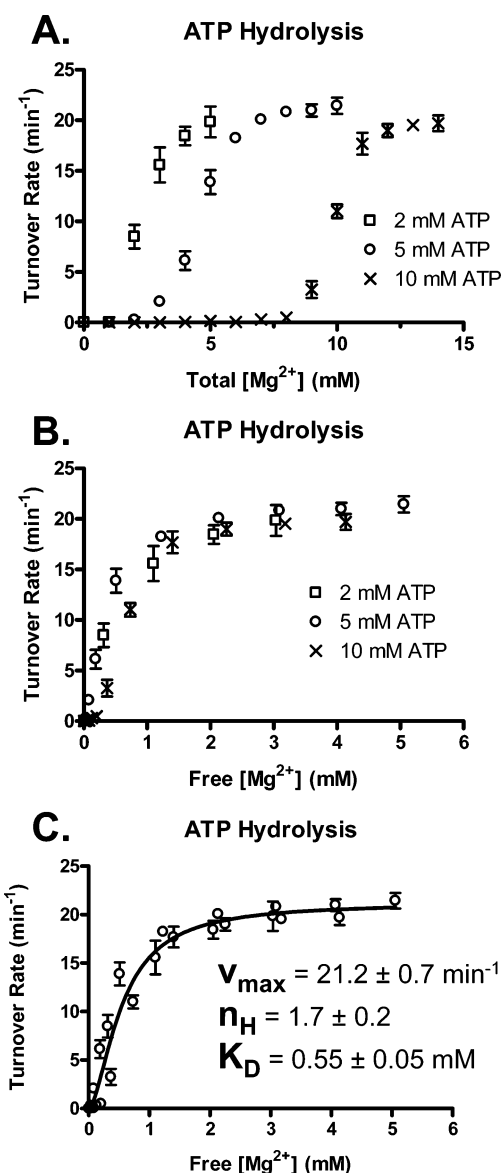 A.
ATP Hydrolysis
Turnover Rate (min-1)
25
20
15
10
5
0
2 mM ATP
5 mM ATP
10 mM ATP
0
5
10
15
Total [Mg2+] (mM)
B.
ATP Hydrolysis
Turnover Rate (min-1)
25
20
15
10
5
0
2 mM ATP
5 mM ATP
10 mM ATP
0
1
2
3
4
5
6
Free [Mg2+] (mM)
C.
ATP Hydrolysis
Turnover Rate (min-1)
25
20
15
10
5
0
vmax = 21.2 ± 0.7 min-1
nH = 1.7 ± 0.2
KD = 0.55 ± 0.05 mM
0
1
2
3
4
5
6
Free [Mg2+] (mM)